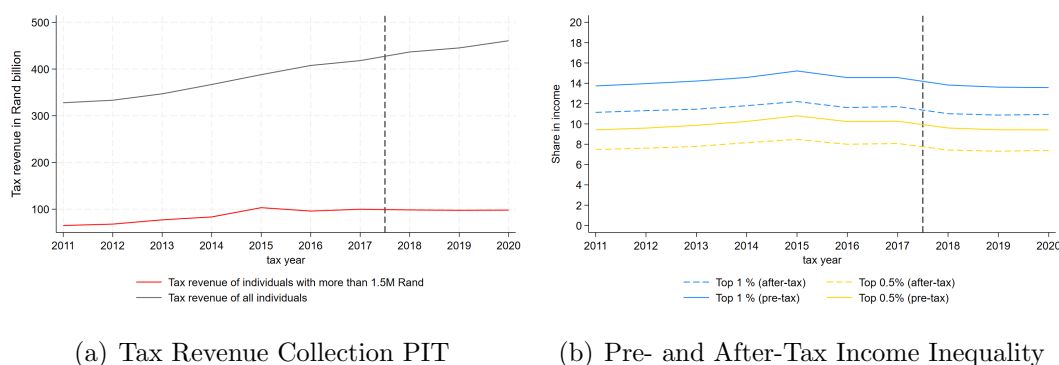 Tax revenue in Rand billion
500
400
300
200
100
2011 2012 2013 2014 2015 2016 2017 2018 2019 2020
tax year
Tax revenue of individuals with more than 1.5M Rand
Tax revenue of all individuals
(a) Tax Revenue Collection PIT
Share in income
20
18
16
14
12
10
8
6
4
2
0
2011 2012 2013 2014 2015 2016 2017 2018 2019 2020
tax year
Top 1 % (after-tax) Top 0.5% (after-tax)
Top 1 % (pre-tax) Top 0.5% (pre-tax)
(b) Pre- and After-Tax Income Inequality